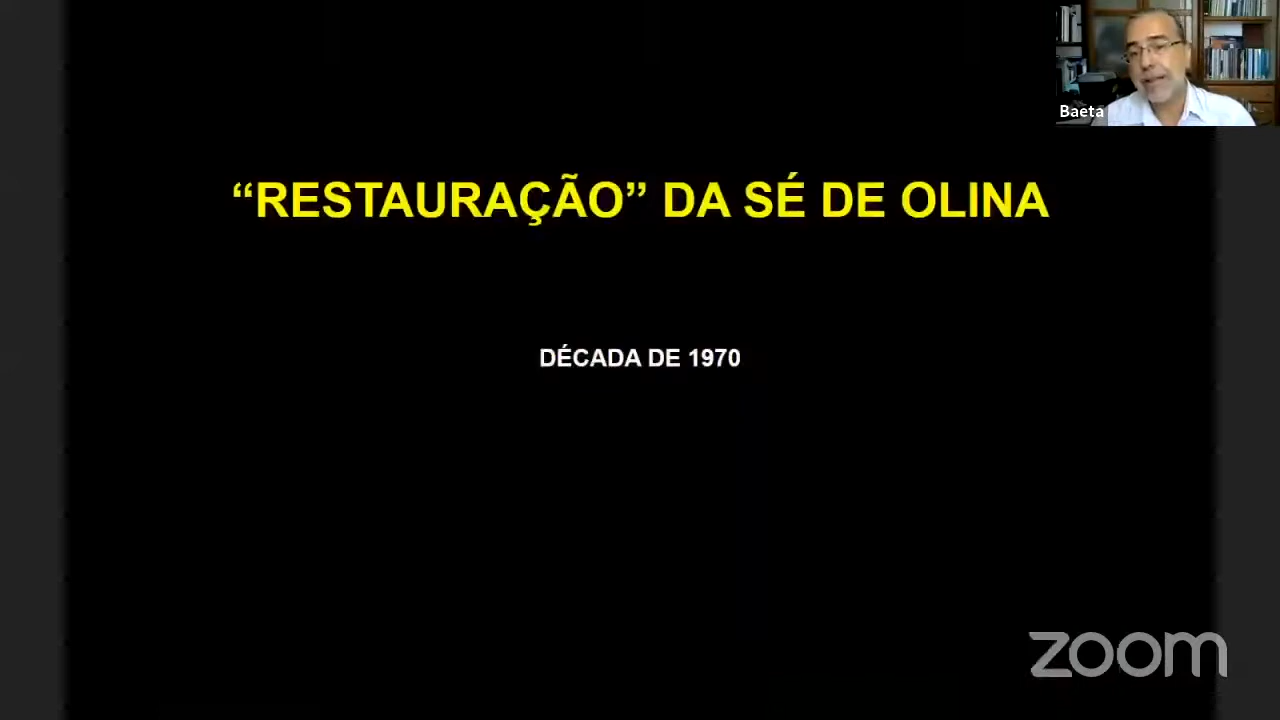 Baeta
“RESTAURAÇÃO” DA SÉ DE OLINA
DÉCADA DE 1970
zoom